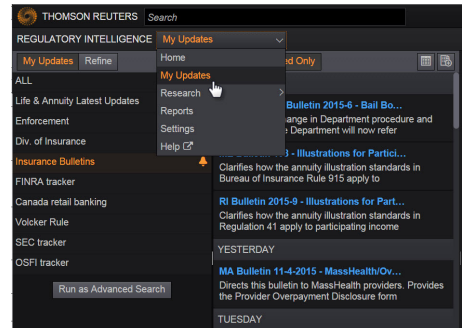 THOMSON REUTERS
Search
REGULATORY INTELLIGENCE
My Updates
My Updates
Refine
ed Only
Home
My Updates
Research
Reports
Settings
Help
ALL
Life & Annuity Latest Updates
Enforcement
Div. of Insurance
Insurance Bulletins
FINRA tracker
Canada retail banking
Volcker Rule
SEC tracker
OSFI tracker
Run as Advanced Search
Bulletin 2015-6 - Bail Bo...
ange in Department procedure and
e Department will now refer
- Illustrations for Partici...
Clarifies how the annuity illustration standards in
Bureau of Insurance Rule 915 apply to
RI Bulletin 2015-9 - Illustrations for Part...
Clarifies how the annuity illustration standards in
Regulation 41 apply to participating income
YESTERDAY
MA Bulletin 11-4-2015 - MassHealth/Ov...
Directs this bulletin to MassHealth providers. Provides
the Provider Overpayment Disclosure form
TUESDAY